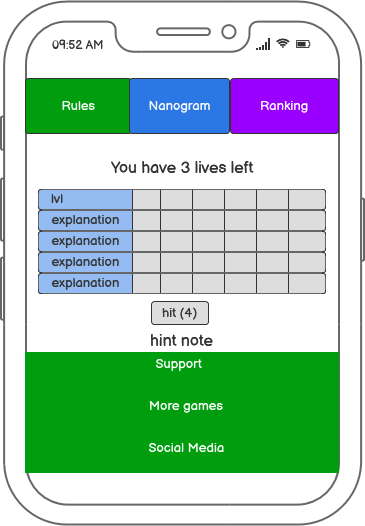 09:52 AM
Rules Nanogram Ranking
You have 3 lives left
lvl
explanation
explanation
explanation
explanation
hit (4)
hint note
Support
More games
Social Media